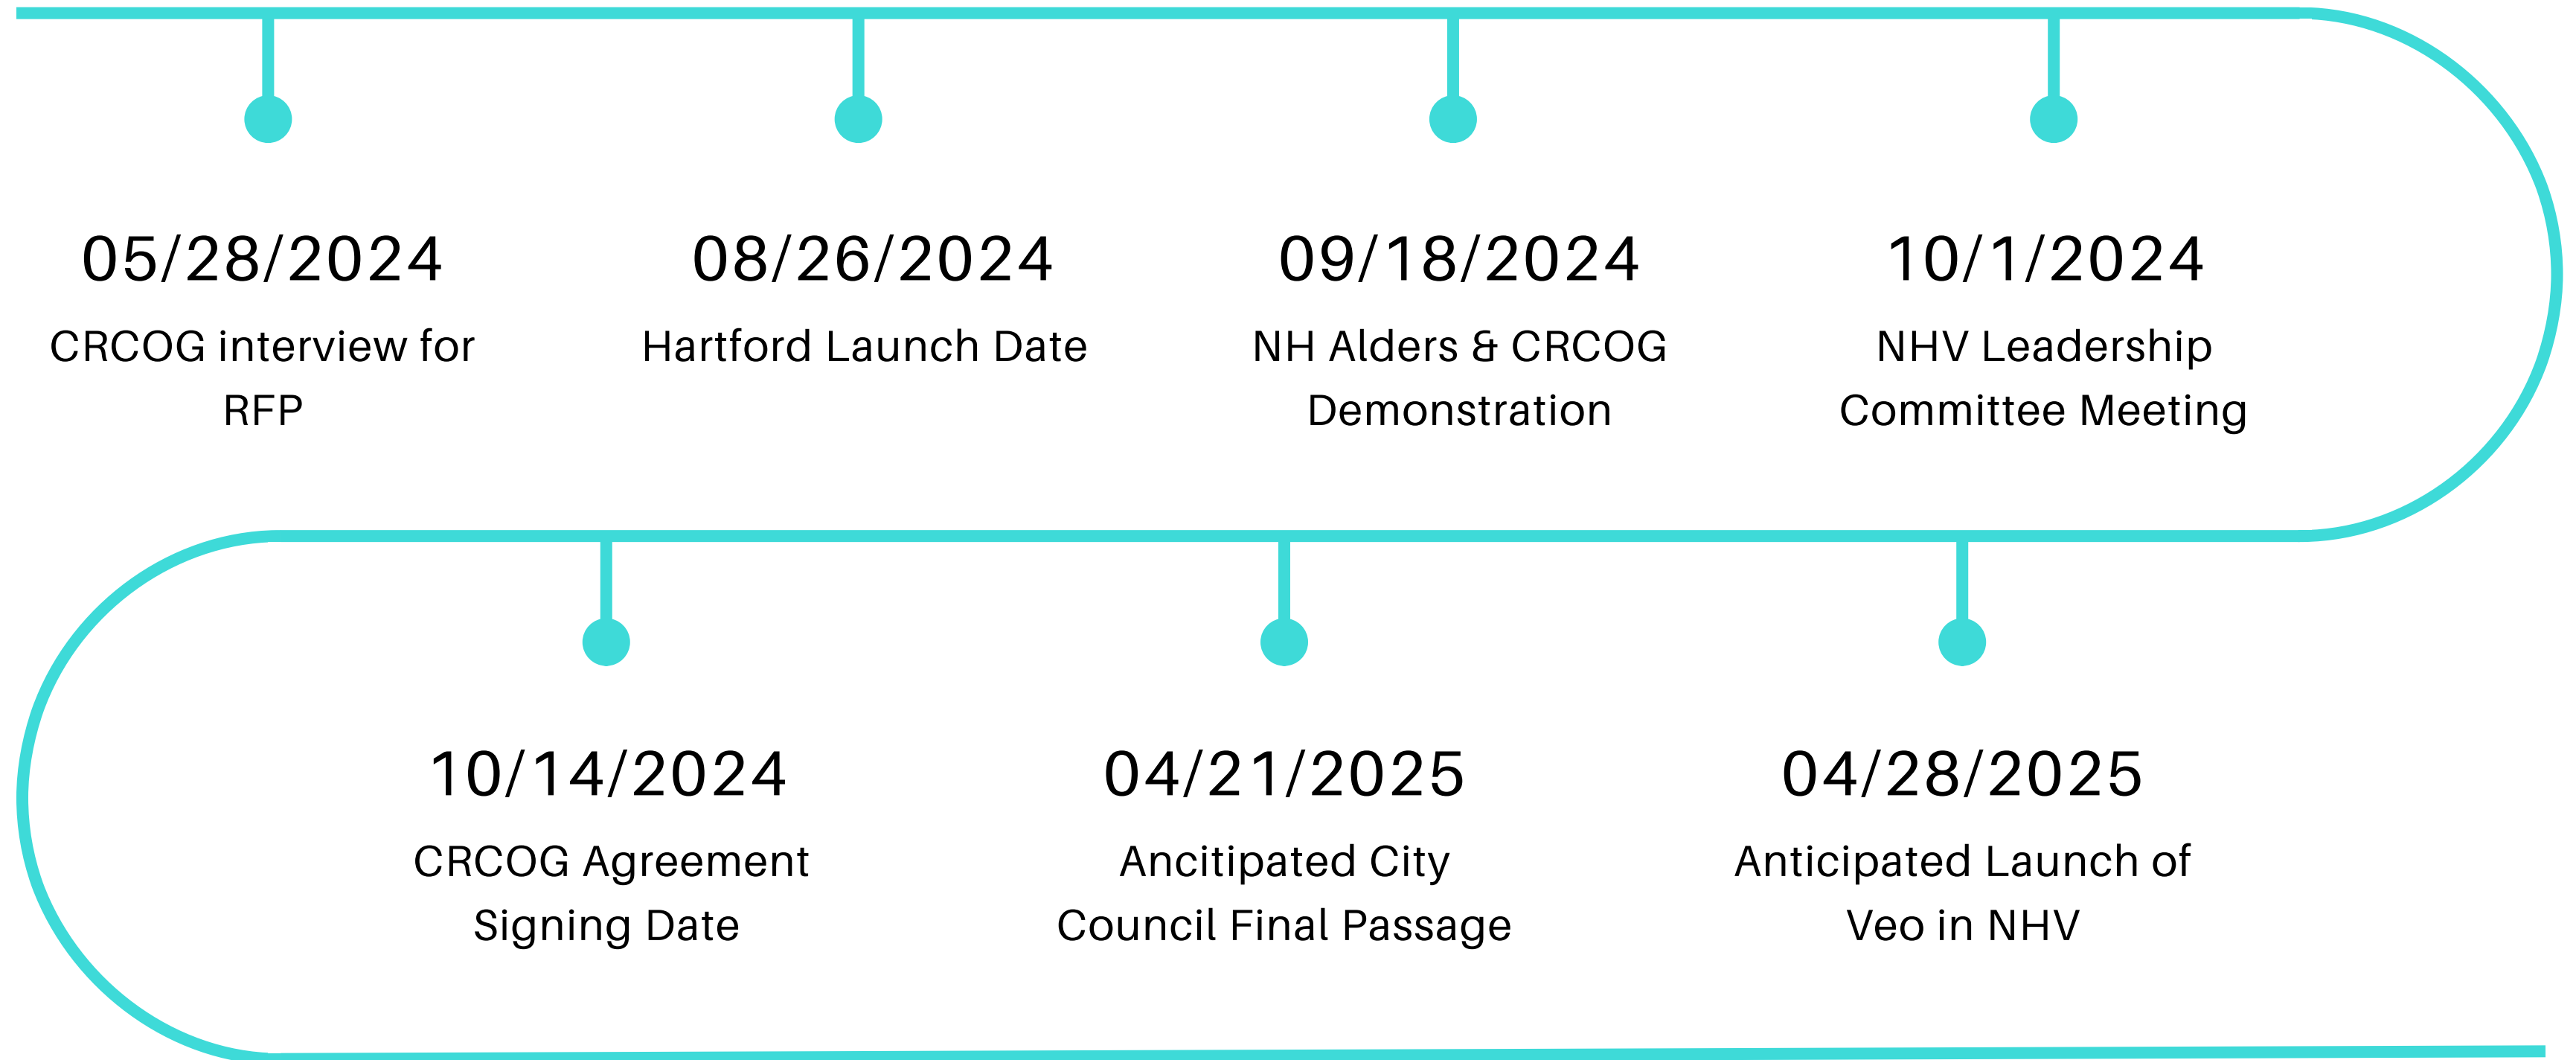 05/28/2024
CRCOG interview for
RFP
08/26/2024
Hartford Launch Date
09/18/2024
NH Alders & CRCOG
Demonstration
10/1/2024
NHV Leadership
Committee Meeting
10/14/2024
CRCOG Agreement
Signing Date
04/21/2025
Ancitipated City
Council Final Passage
04/28/2025
Anticipated Launch of
Veo in NHV